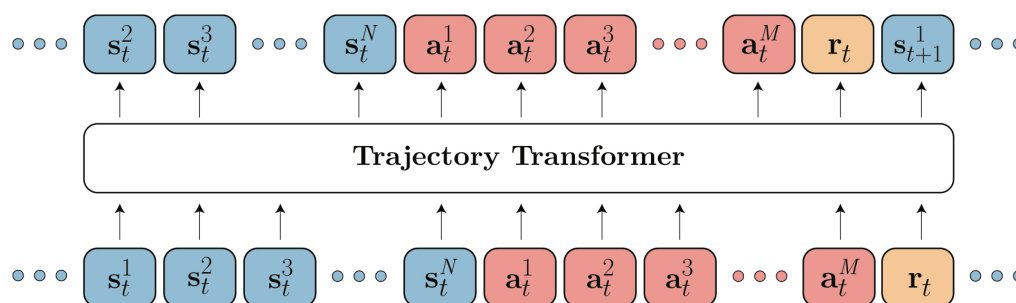 s_t^2 s_t^3 s_t^N a_t^1 a_t^2 a_t^3 a_t^M r_t s_{t+1}^1
Trajectory Transformer
s_t^1 s_t^2 s_t^3 s_t^N a_t^1 a_t^2 a_t^3 a_t^M r_t